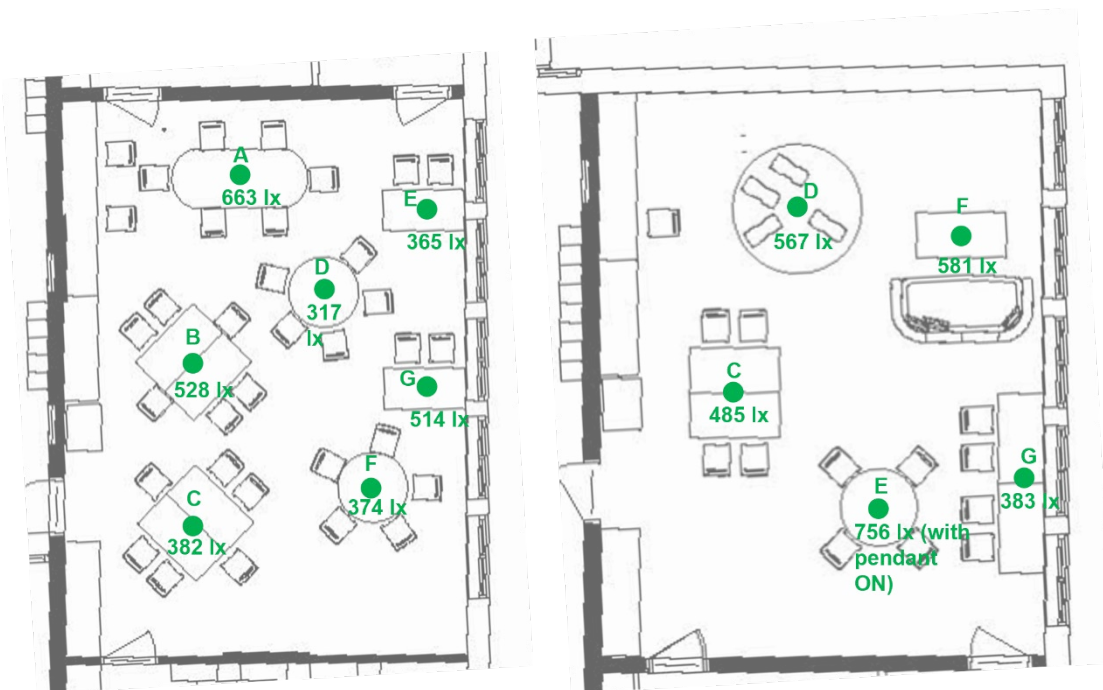 A
663 lx
E
365 lx
D
317
lx
B
528 lx
G
514 lx
F
374 lx
C
382 lx
D
567 lx
F
581 lx
C
485 lx
G
383 lx
E
756 lx (with
pendant
ON)